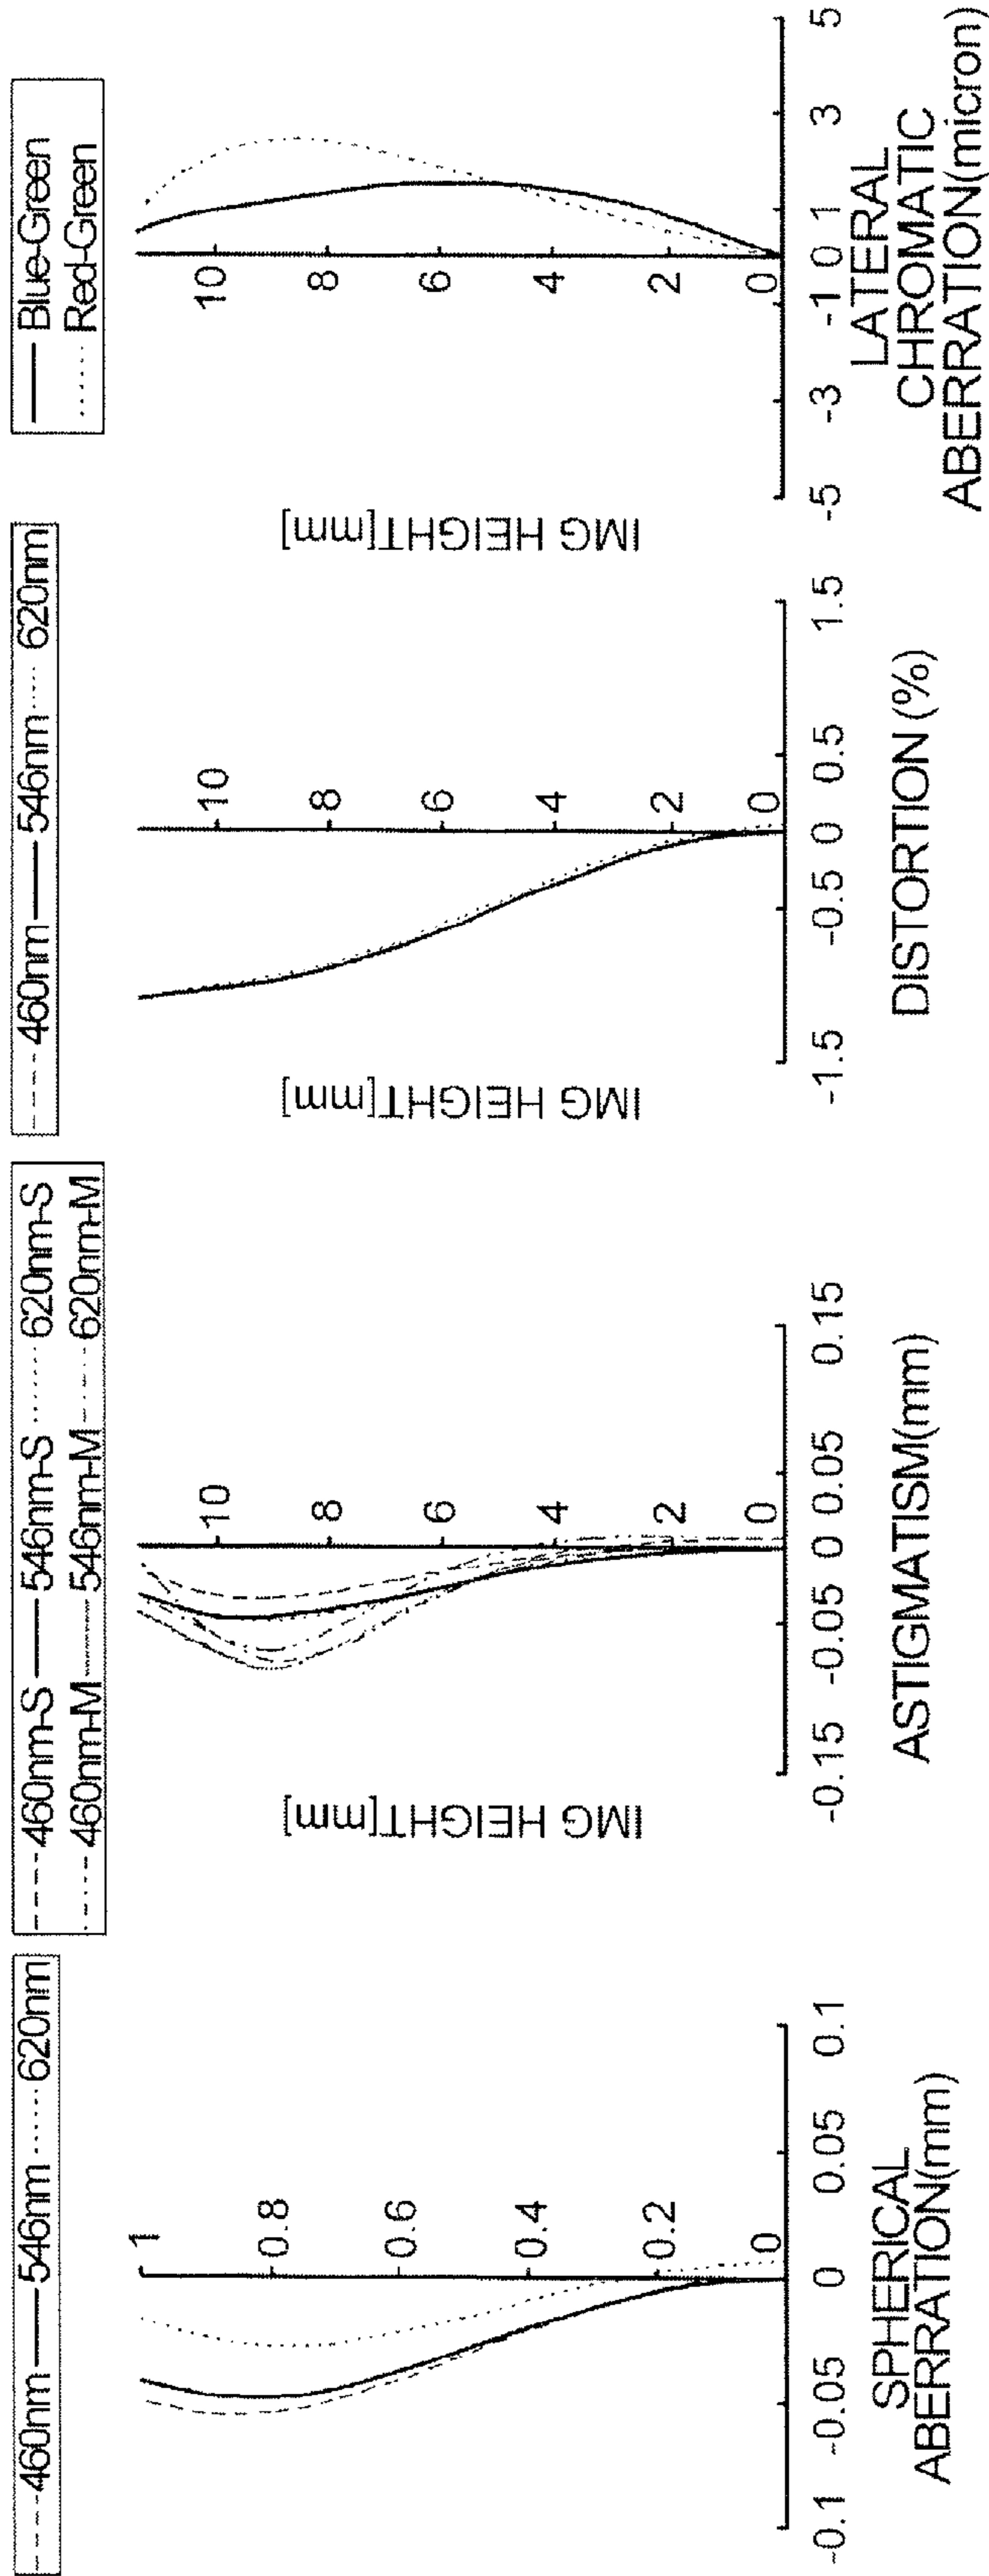 460nm 546nm 620nm
1
0.8
0.6
0.4
0.2
0
-0.1 -0.05 0 0.05 0.1
SPHERICAL
ABERRATION(mm)
460nm-S 546nm-S 620nm-S
460nm-M 546nm-M 620nm-M
IMG HEIGHT[mm]
10
8
6
4
2
0
-0.15 -0.05 0 0.05 0.15
ASTIGMATISM(mm)
460nm 546nm 620nm
IMG HEIGHT[mm]
10
8
6
4
2
0
-1.5 -0.5 0 0.5 1.5
DISTORTION (%)
Blue-Green
Red-Green
IMG HEIGHT[mm]
10
8
6
4
2
0
-5 -3 -1 0 1 3 5
LATERAL
CHROMATIC
ABERRATION(micron)